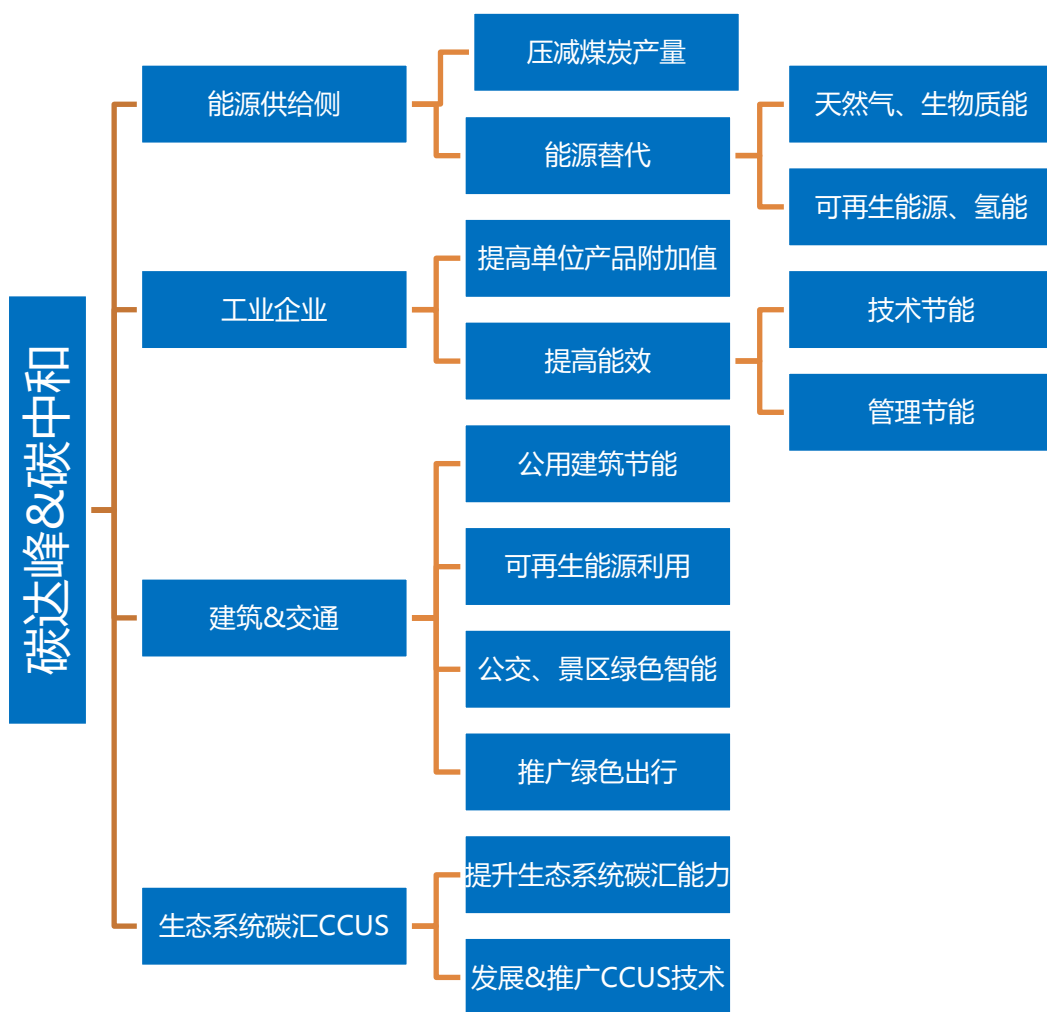 碳达峰&碳中和
能源供给侧
压减煤炭产量
能源替代
天然气、生物质能
可再生能源、氢能
工业企业
提高单位产品附加值
提高能效
技术节能
管理节能
建筑&交通
公用建筑节能
可再生能源利用
公交、景区绿色智能
推广绿色出行
生态系统碳汇CCUS
提升生态系统碳汇能力
发展&推广CCUS技术